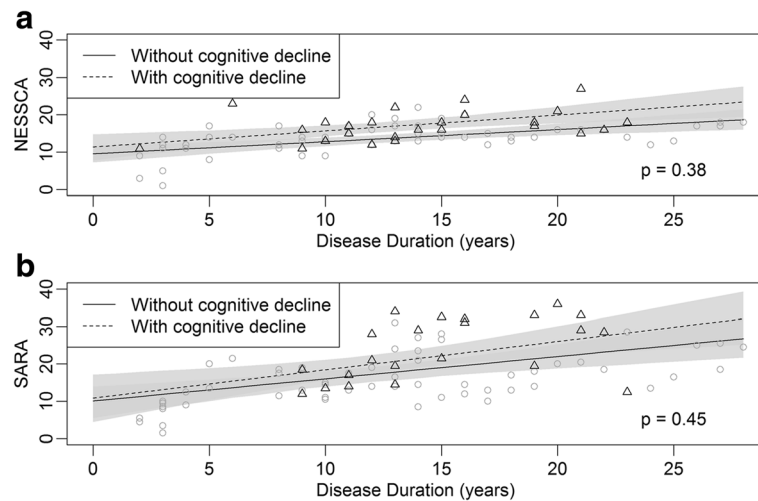 a
Without cognitive decline
With cognitive decline
NESSCA
0 10 20 30 40
p = 0.38
0 5 10 15 20 25
Disease Duration (years)
b
Without cognitive decline
With cognitive decline
SARA
0 10 20 30 40
p = 0.45
0 5 10 15 20 25
Disease Duration (years)